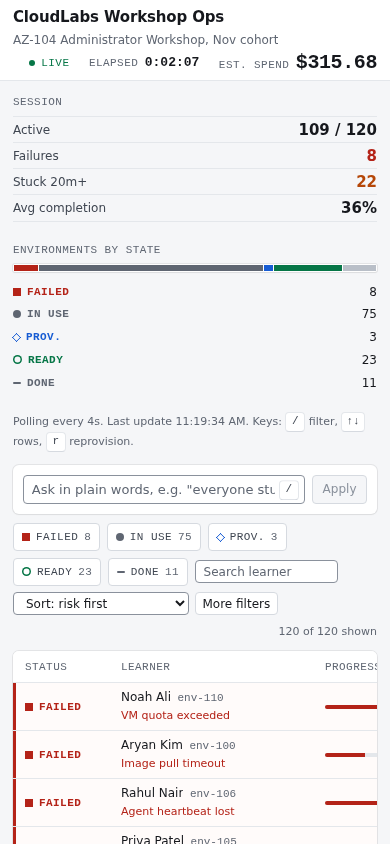 CloudLabs Workshop Ops
AZ-104 Administrator Workshop, Nov cohort
LIVE ELAPSED 0:02:07 EST. SPEND $315.68
SESSION
Active 109 / 120
Failures 8
Stuck 20m+ 22
Avg completion 36%
ENVIRONMENTS BY STATE
FAILED 8
IN USE 75
PROV. 3
READY 23
DONE 11
Polling every 4s. Last update 11:19:34 AM. Keys: / filter, ↑↓
rows, r reprovision.
Ask in plain words, e.g. "everyone stu / Apply
FAILED 8 IN USE 75 PROV. 3
READY 23 DONE 11 Search learner
Sort: risk first More filters
120 of 120 shown
STATUS LEARNER PROGRESS
FAILED Noah Ali env-110
VM quota exceeded
FAILED Aryan Kim env-100
Image pull timeout
FAILED Rahul Nair env-106
Agent heartbeat lost
Priya Patel env-105